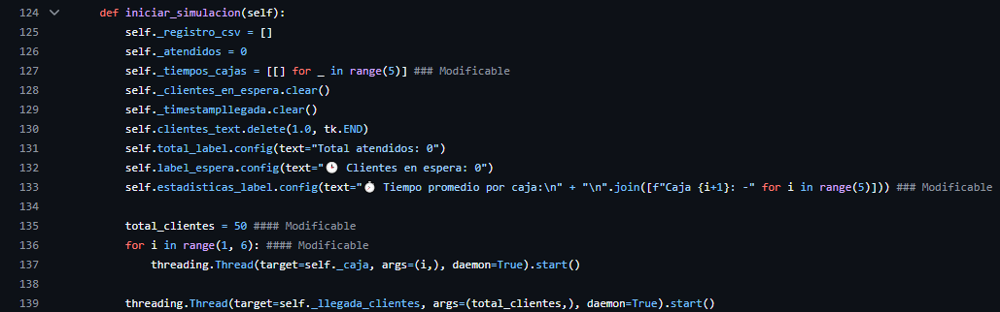 124 def iniciar_simulacion(self):
125 self._registro_csv = []
126 self._atendidos = 0
127 self._tiempos_cajas = [[] for _ in range(5)] ### Modificable
128 self._clientes_en_espera.clear()
129 self._timestampllegada.clear()
130 self.clientes_text.delete(1.0, tk.END)
131 self.total_label.config(text="Total atendidos: 0")
132 self.label_espera.config(text="🕒 Clientes en espera: 0")
133 self.estadisticas_label.config(text="⏱ Tiempo promedio por caja:\n" + "\n".join([f"Caja {i+1}: -" for i in range(5)])) ### Modificable
134
135 total_clientes = 50 #### Modificable
136 for i in range(1, 6): #### Modificable
137 threading.Thread(target=self._caja, args=(i,), daemon=True).start()
138
139 threading.Thread(target=self._llegada_clientes, args=(total_clientes,), daemon=True).start()